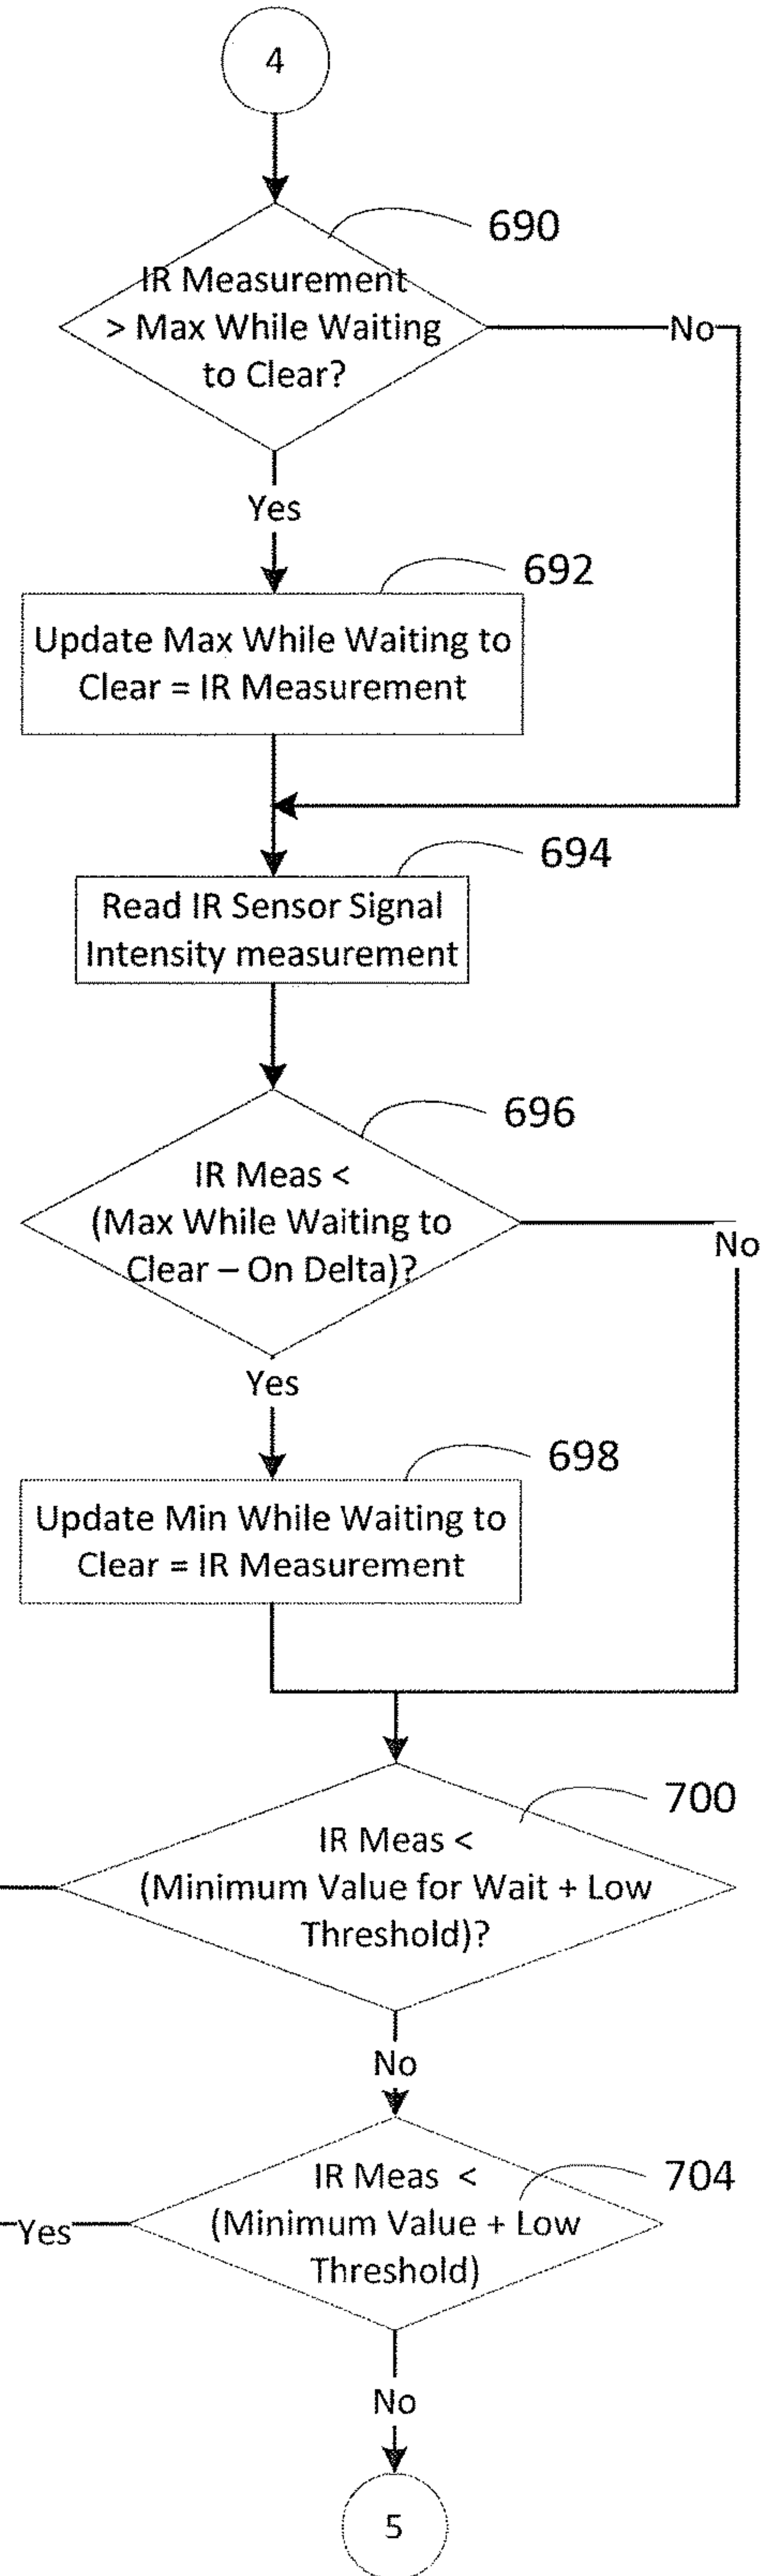 4
690
IR Measurement
> Max While Waiting
to Clear?
No
Yes
692
Update Max While Waiting to
Clear = IR Measurement
694
Read IR Sensor Signal
Intensity measurement
696
IR Meas <
(Max While Waiting to
Clear – On Delta)?
No
Yes
698
Update Min While Waiting to
Clear = IR Measurement
700
IR Meas <
(Minimum Value for Wait + Low
Threshold)?
No
704
IR Meas <
(Minimum Value + Low
Threshold)
Yes
No
5